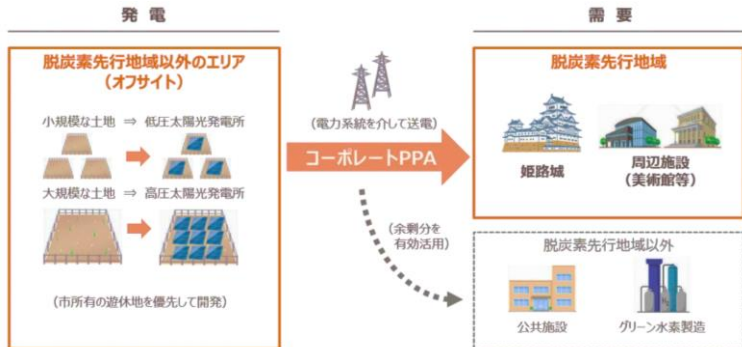 発電
脱炭素先行地域以外のエリア
（オフサイト）
小規模な土地 ⇒ 低圧太陽光発電所
大規模な土地 ⇒ 高圧太陽光発電所
（市所有の遊休地を優先して開発）
（電力系統を介して送電）
コーポレートPPA
（余剰分を
有効活用）
需要
脱炭素先行地域
姫路城
周辺施設
（美術館等）
脱炭素先行地域以外
公共施設
グリーン水素製造